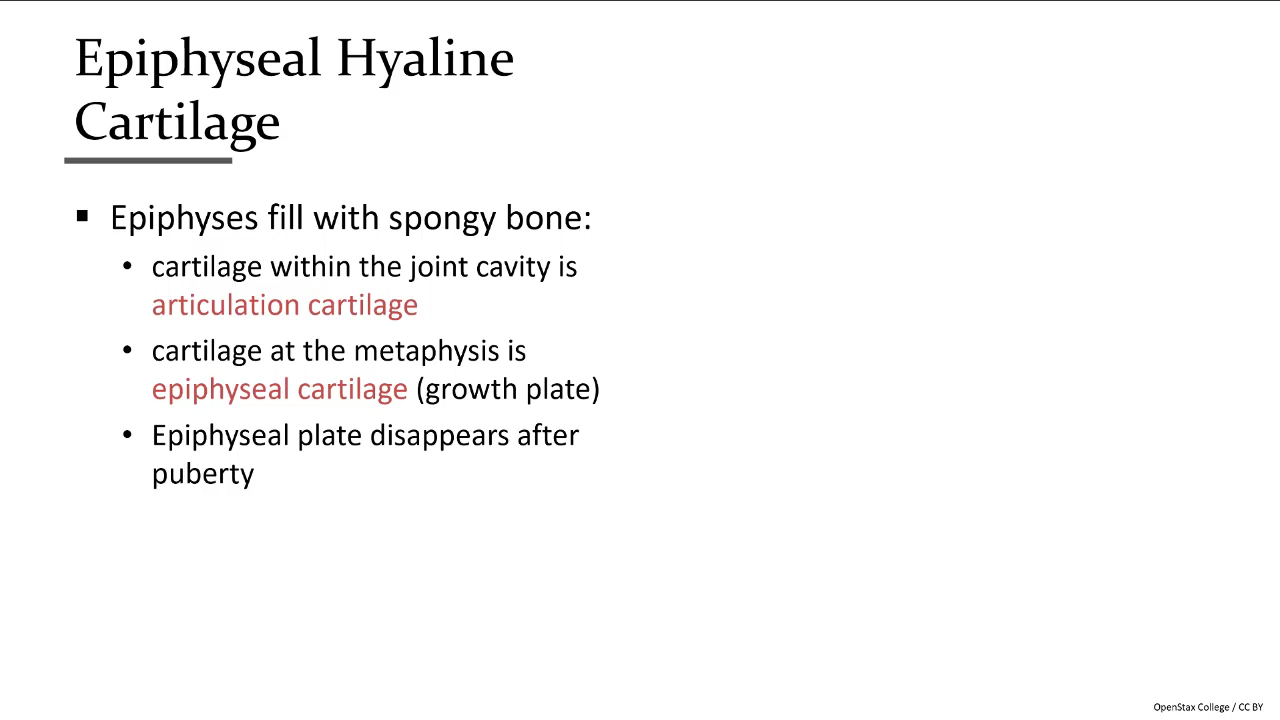 Epiphyseal Hyaline
Cartilage
▪ Epiphyses fill with spongy bone:
• cartilage within the joint cavity is
articulation cartilage
• cartilage at the metaphysis is
epiphyseal cartilage (growth plate)
• Epiphyseal plate disappears after
puberty
OpenStax College / CC BY